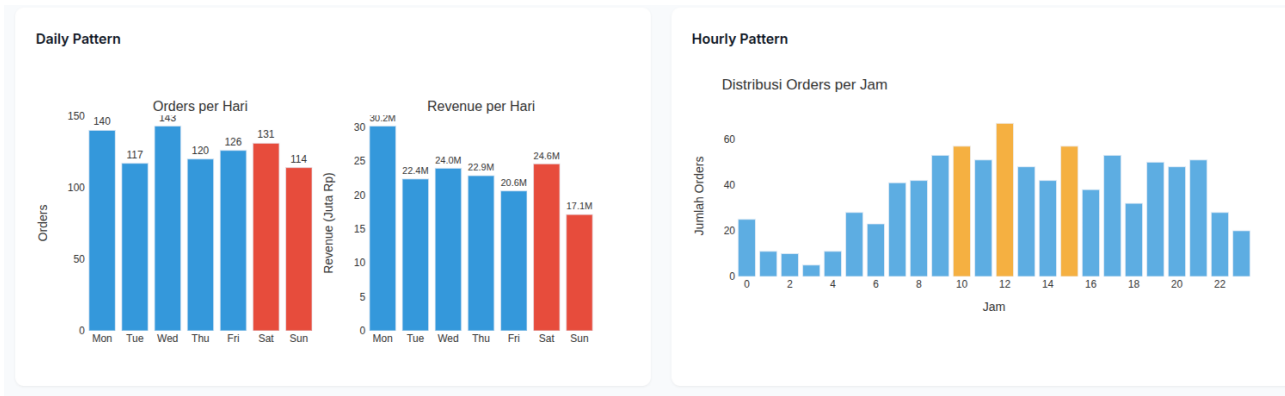 Daily Pattern
Orders per Hari
150
100
50
0
Orders
140
117
143
120
126
131
114
Mon Tue Wed Thu Fri Sat Sun
Revenue per Hari
30
25
20
15
10
5
0
Revenue (Juta Rp)
30.2M
22.4M
24.0M
22.9M
20.6M
24.6M
17.1M
Mon Tue Wed Thu Fri Sat Sun
Hourly Pattern
Distribusi Orders per Jam
60
40
20
0
Jumlah Orders
0 2 4 6 8 10 12 14 16 18 20 22
Jam